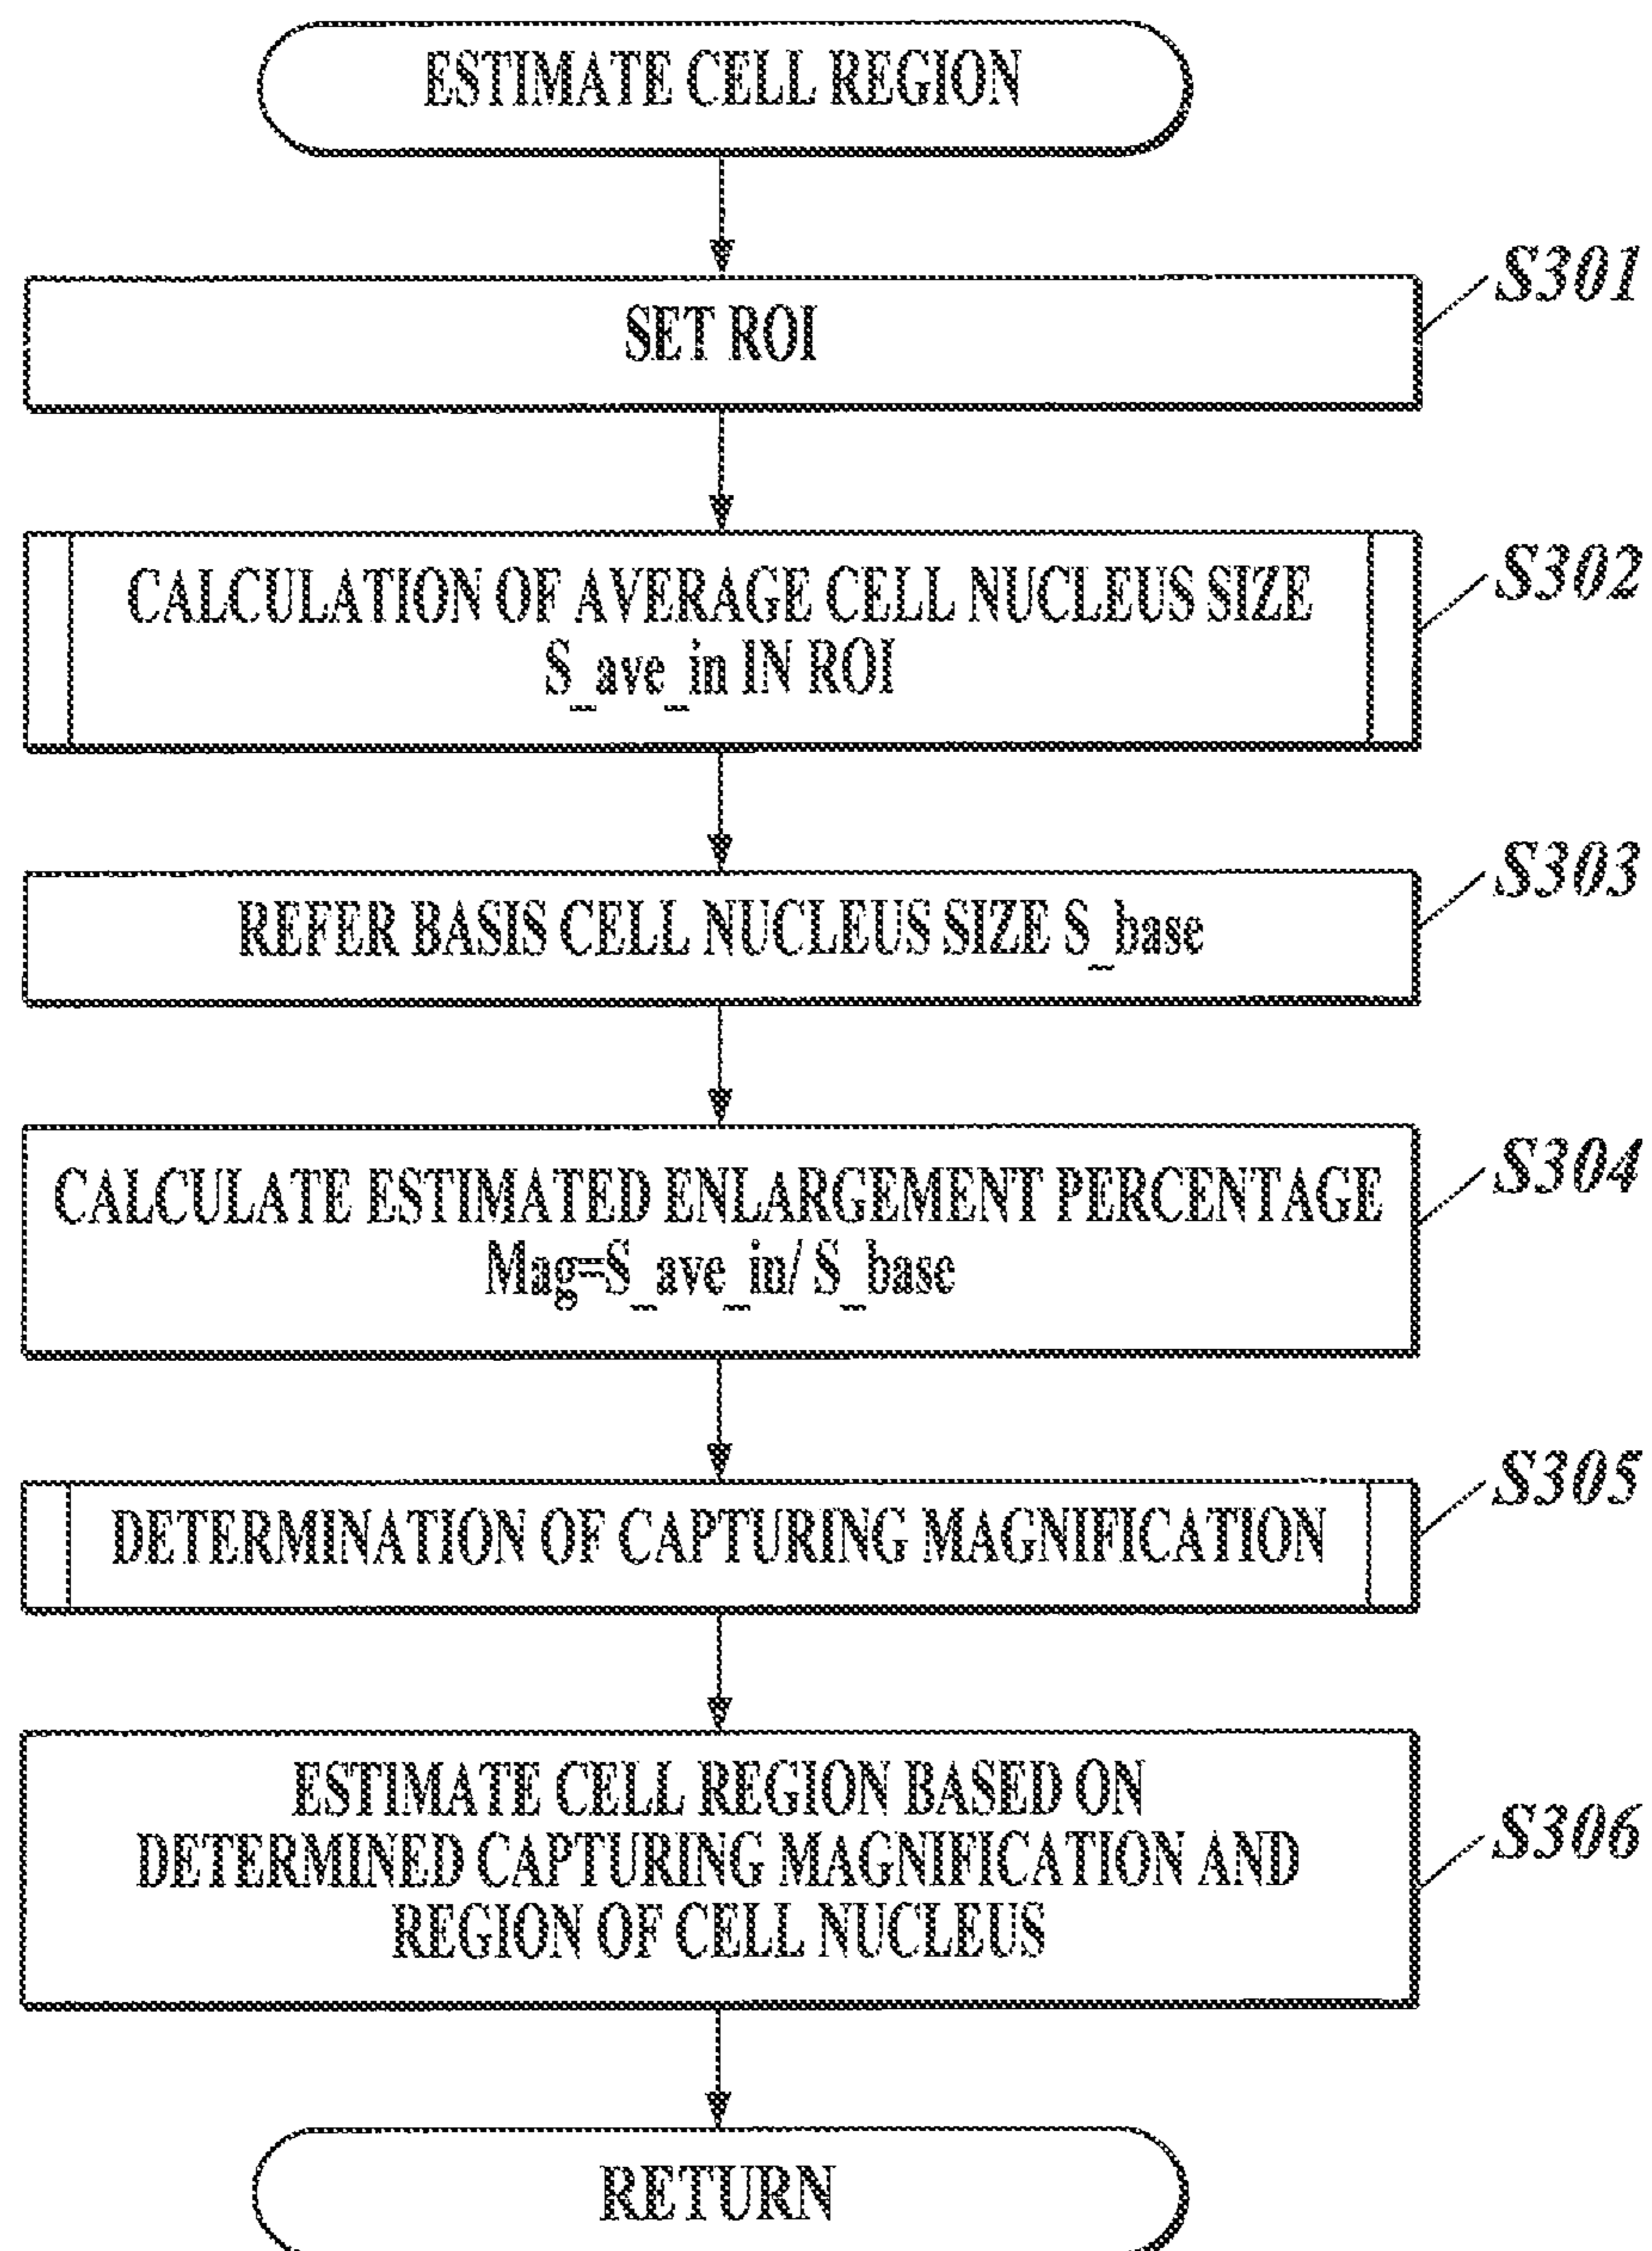 ESTIMATE CELL REGION
S301
SET ROI
S302
CALCULATION OF AVERAGE CELL NUCLEUS SIZE
S_ave_in IN ROI
S303
REFER BASIS CELL NUCLEUS SIZE S_base
S304
CALCULATE ESTIMATED ENLARGEMENT PERCENTAGE
Mag=S_ave_in/ S_base
S305
DETERMINATION OF CAPTURING MAGNIFICATION
S306
ESTIMATE CELL REGION BASED ON
DETERMINED CAPTURING MAGNIFICATION AND
REGION OF CELL NUCLEUS
RETURN